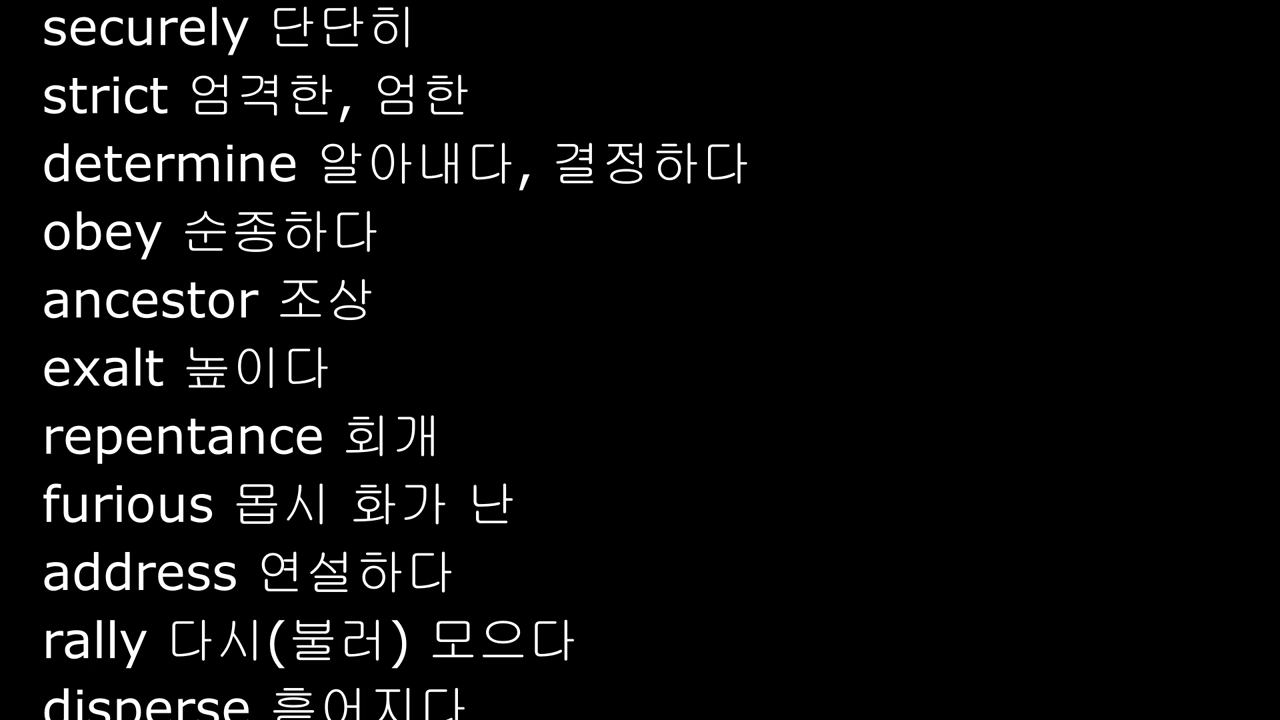 securely 단단히
strict 엄격한, 엄한
determine 알아내다, 결정하다
obey 순종하다
ancestor 조상
exalt 높이다
repentance 회개
furious 몹시 화가 난
address 연설하다
rally 다시(불러) 모으다
disperse 흩어지다